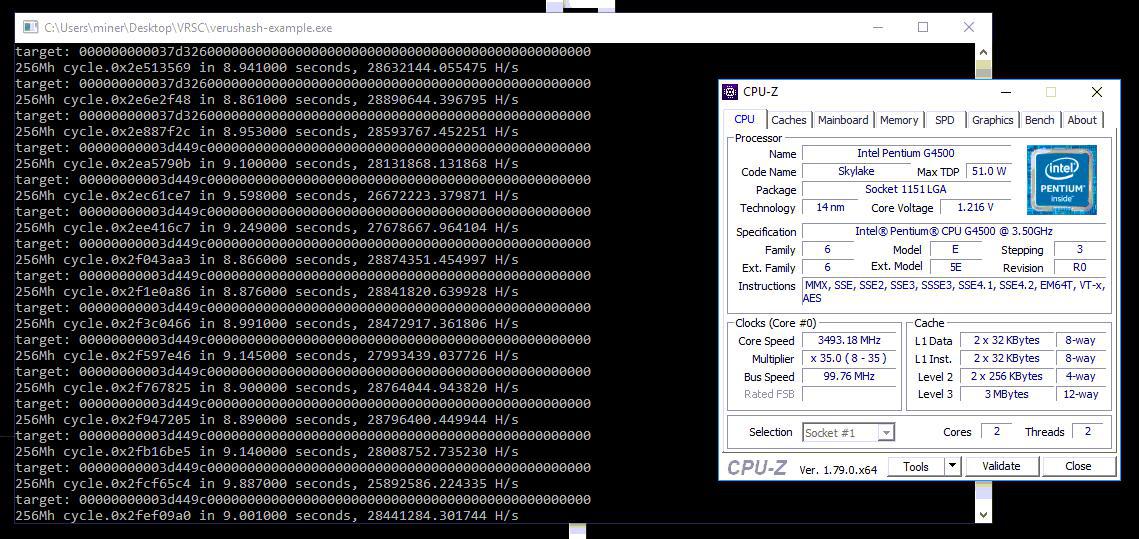 C:\Users\miner\Desktop\VRSC\verushash-example.exe
target: 000000000037d326000000000000000000000000000000000000000000000000
256Mh cycle.0x2e513569 in 8.941000 seconds, 28632144.055475 H/s
target: 000000000037d326000000000000000000000000000000000000000000000000
256Mh cycle.0x2e6e2f48 in 8.861000 seconds, 28890644.396795 H/s
target: 000000000037d326000000000000000000000000000000000000000000000000
256Mh cycle.0x2e887f2c in 8.953000 seconds, 28593767.452251 H/s
target: 00000000003d449c000000000000000000000000000000000000000000000000
256Mh cycle.0x2ea5790b in 9.100000 seconds, 28131868.131868 H/s
target: 00000000003d449c000000000000000000000000000000000000000000000000
256Mh cycle.0x2ec61ce7 in 9.598000 seconds, 26672223.379871 H/s
target: 00000000003d449c000000000000000000000000000000000000000000000000
256Mh cycle.0x2ee416c7 in 9.249000 seconds, 27678667.964104 H/s
target: 00000000003d449c000000000000000000000000000000000000000000000000
256Mh cycle.0x2f043aa3 in 8.866000 seconds, 28874351.454997 H/s
target: 00000000003d449c000000000000000000000000000000000000000000000000
256Mh cycle.0x2f1e0a86 in 8.876000 seconds, 28841820.639928 H/s
target: 00000000003d449c000000000000000000000000000000000000000000000000
256Mh cycle.0x2f3c0466 in 8.991000 seconds, 28472917.361806 H/s
target: 00000000003d449c000000000000000000000000000000000000000000000000
256Mh cycle.0x2f597e46 in 9.145000 seconds, 27993439.037726 H/s
target: 00000000003d449c000000000000000000000000000000000000000000000000
256Mh cycle.0x2f767825 in 8.900000 seconds, 28764044.943820 H/s
target: 00000000003d449c000000000000000000000000000000000000000000000000
256Mh cycle.0x2f947205 in 8.890000 seconds, 28796400.449944 H/s
target: 00000000003d449c000000000000000000000000000000000000000000000000
256Mh cycle.0x2fb16be5 in 9.140000 seconds, 28008752.735230 H/s
target: 00000000003d449c000000000000000000000000000000000000000000000000
256Mh cycle.0x2fcf65c4 in 9.887000 seconds, 25892586.224335 H/s
target: 00000000003d449c000000000000000000000000000000000000000000000000
256Mh cycle.0x2fef09a0 in 9.001000 seconds, 28441284.301744 H/s
CPU-Z
CPU Caches Mainboard Memory SPD Graphics Bench About
Processor
Name Intel Pentium G4500
Code Name Skylake Max TDP 51.0 W
Package Socket 1151 LGA
Technology 14 nm Core Voltage 1.216 V
intel
PENTIUM
inside
Specification Intel® Pentium® CPU G4500 @ 3.50GHz
Family 6 Model E Stepping 3
Ext. Family 6 Ext. Model 5E Revision R0
Instructions MMX, SSE, SSE2, SSE3, SSSE3, SSE4.1, SSE4.2, EM64T, VT-x,
AES
Clocks (Core #0)
Core Speed 3493.18 MHz
Multiplier x 35.0 ( 8 - 35 )
Bus Speed 99.76 MHz
Rated FSB
Cache
L1 Data 2 x 32 KBytes 8-way
L1 Inst. 2 x 32 KBytes 8-way
Level 2 2 x 256 KBytes 4-way
Level 3 3 MBytes 12-way
Selection Socket #1 Cores 2 Threads 2
CPU-Z Ver. 1.79.0.x64 Tools Validate Close